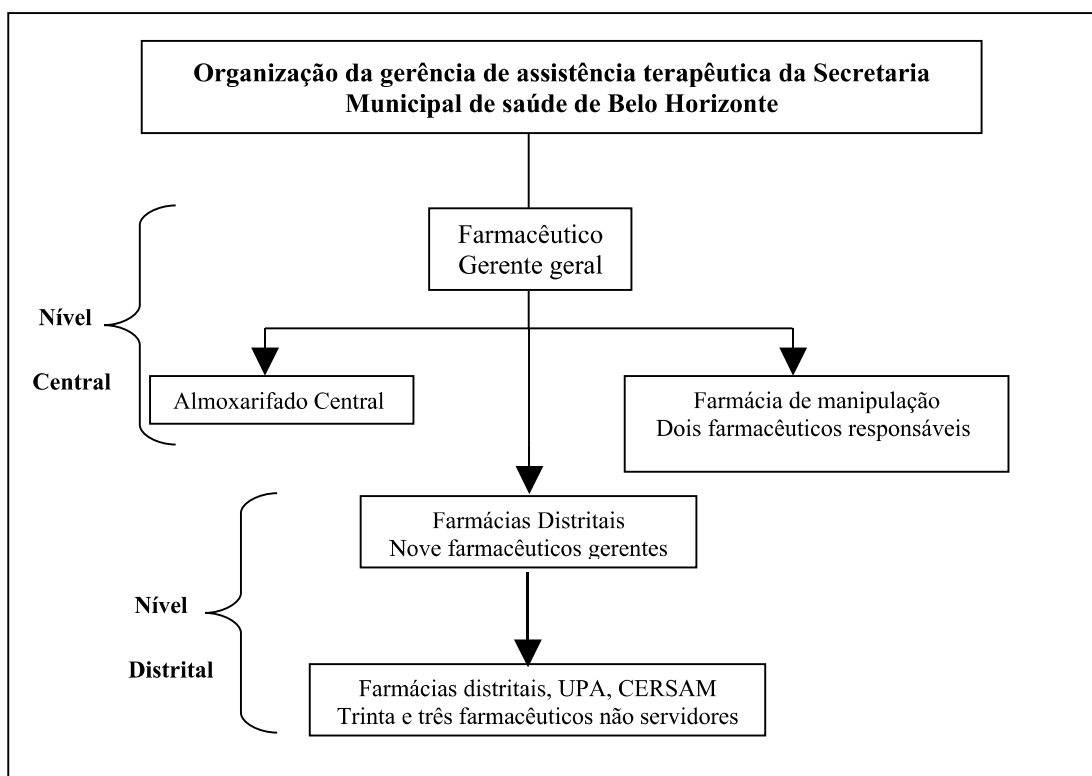 Organização da gerência de assistência terapêutica da Secretaria
Municipal de saúde de Belo Horizonte
Farmacêutico
Gerente geral
Nível
Central
Almoxarifado Central
Farmácia de manipulação
Dois farmacêuticos responsáveis
Farmácias Distritais
Nove farmacêuticos gerentes
Nível
Distrital
Farmácias distritais, UPA, CERSAM
Trinta e três farmacêuticos não servidores